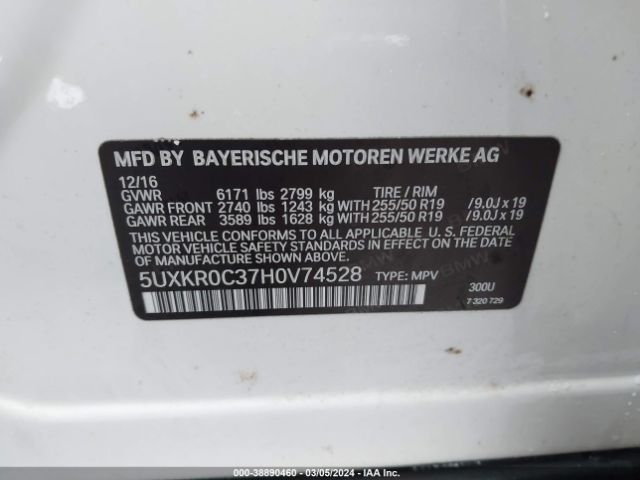 MFD BY BAYERISCHE MOTOREN WERKE AG
12/16
GVWR 6171 lbs 2799 kg TIRE / RIM
GAWR FRONT 2740 lbs 1243 kg WITH 255/50 R19 /9.0J x 19
GAWR REAR 3589 lbs 1628 kg WITH 255/50 R19 /9.0J x 19
THIS VEHICLE CONFORMS TO ALL APPLICABLE U. S. FEDERAL
MOTOR VEHICLE SAFETY STANDARDS IN EFFECT ON THE DATE OF
MANUFACTURE SHOWN ABOVE.
5UXKR0C37H0V74528 TYPE: MPV
300U
7 320 729
© Copyright - 38890460 - 03/05/2024 - IAA Inc.